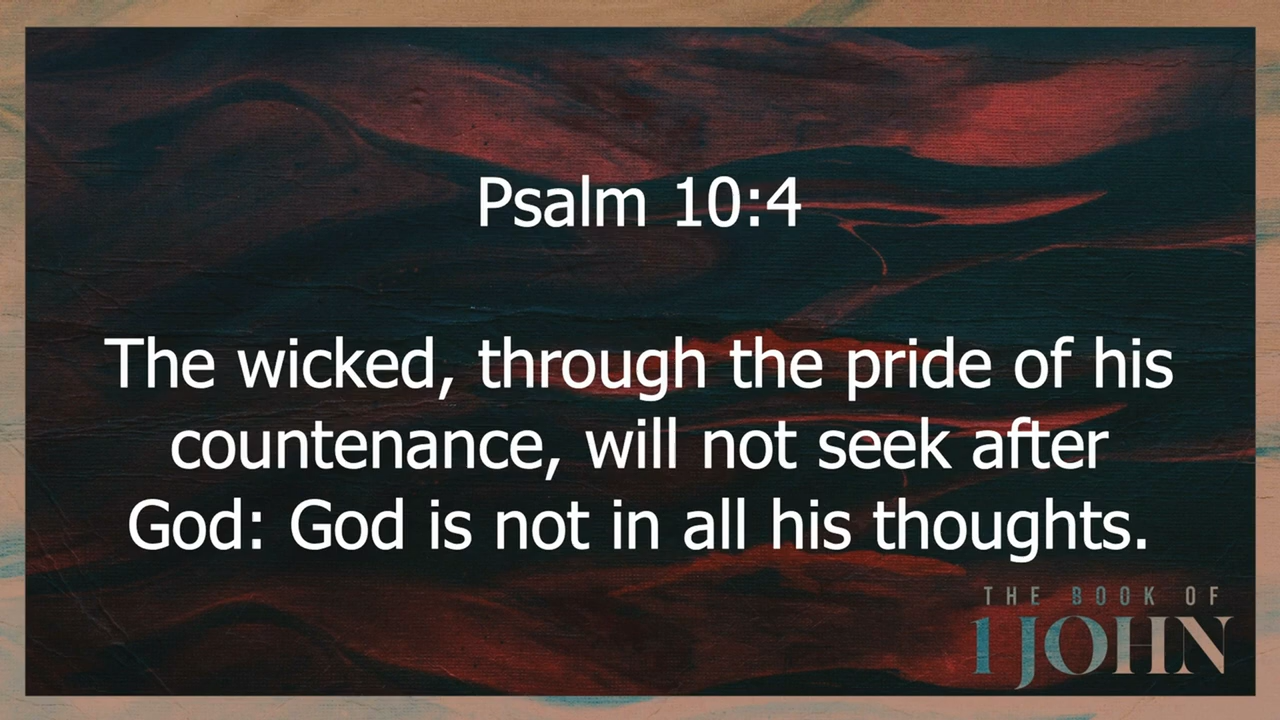 Psalm 10:4
The wicked, through the pride of his
countenance, will not seek after
God: God is not in all his thoughts.
THE BOOK OF
1 JOHN